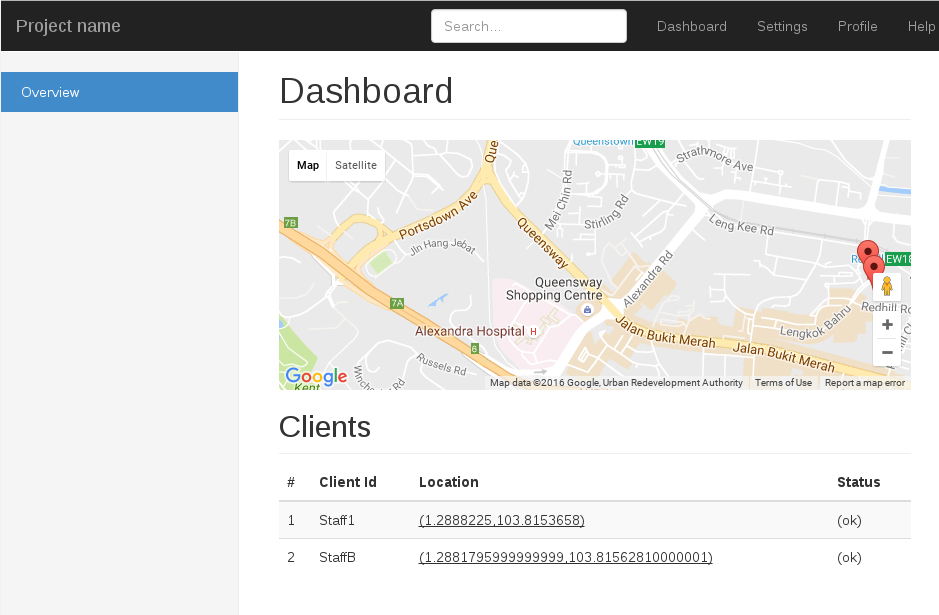 Project name
Search...
Dashboard
Settings
Profile
Help
Overview
Dashboard
Map
Satellite
Queenstown
EW19
Strathmore Ave
Mei Chin Rd
Stirling Rd
Portsdown Ave
7B
Jln Hang Jebat
Queensway
Leng Kee Rd
EW18
Alexandra Rd
Queensway
Shopping Centre
7A
Redhill
Alexandra Hospital
H
Lengkok Bahru
Jalan Bukit Merah
Jalan Bukit Merah
6
Russels Rd
Google
Kent
Map data ©2016 Google, Urban Redevelopment Authority
Terms of Use
Report a map error
Clients
# Client Id Location Status
1 Staff1 (1.2888225,103.8153658) (ok)
2 StaffB (1.2881795999999999,103.81562810000001) (ok)